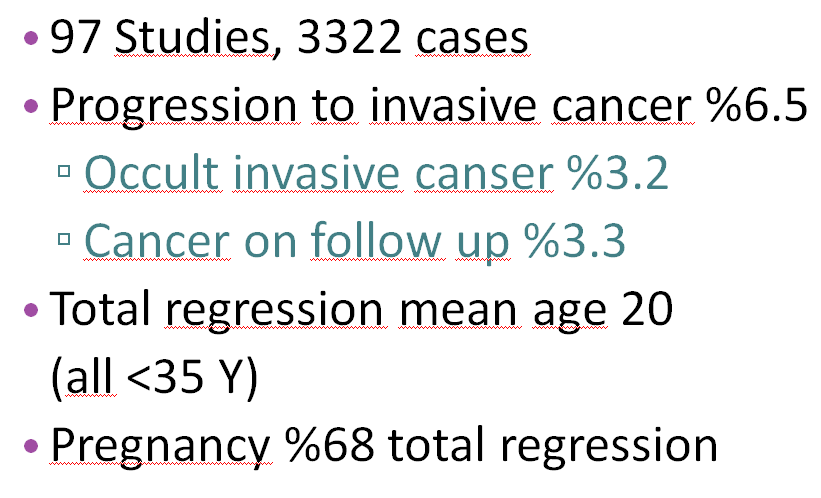 • 97 Studies, 3322 cases
• Progression to invasive cancer %6.5
▫ Occult invasive canser %3.2
▫ Cancer on follow up %3.3
• Total regression mean age 20
(all <35 Y)
• Pregnancy %68 total regression